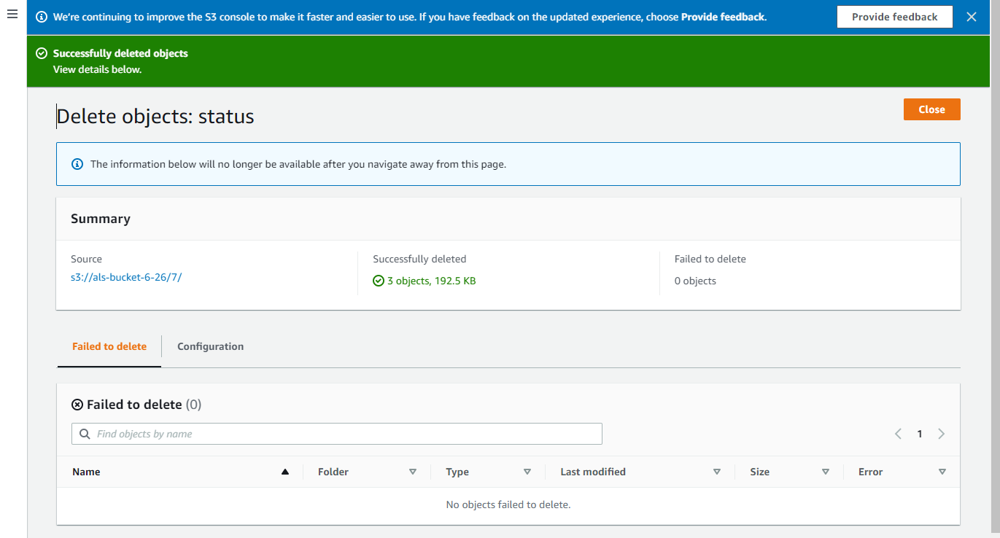 We're continuing to improve the S3 console to make it faster and easier to use. If you have feedback on the updated experience, choose Provide feedback.
Provide feedback
Successfully deleted objects
View details below.
Delete objects: status
Close
The information below will no longer be available after you navigate away from this page.
Summary
Source
s3://als-bucket-6-26/7/
Successfully deleted
3 objects, 192.5 KB
Failed to delete
0 objects
Failed to delete
Configuration
Failed to delete (0)
Find objects by name
1
Name Folder Type Last modified Size Error
No objects failed to delete.